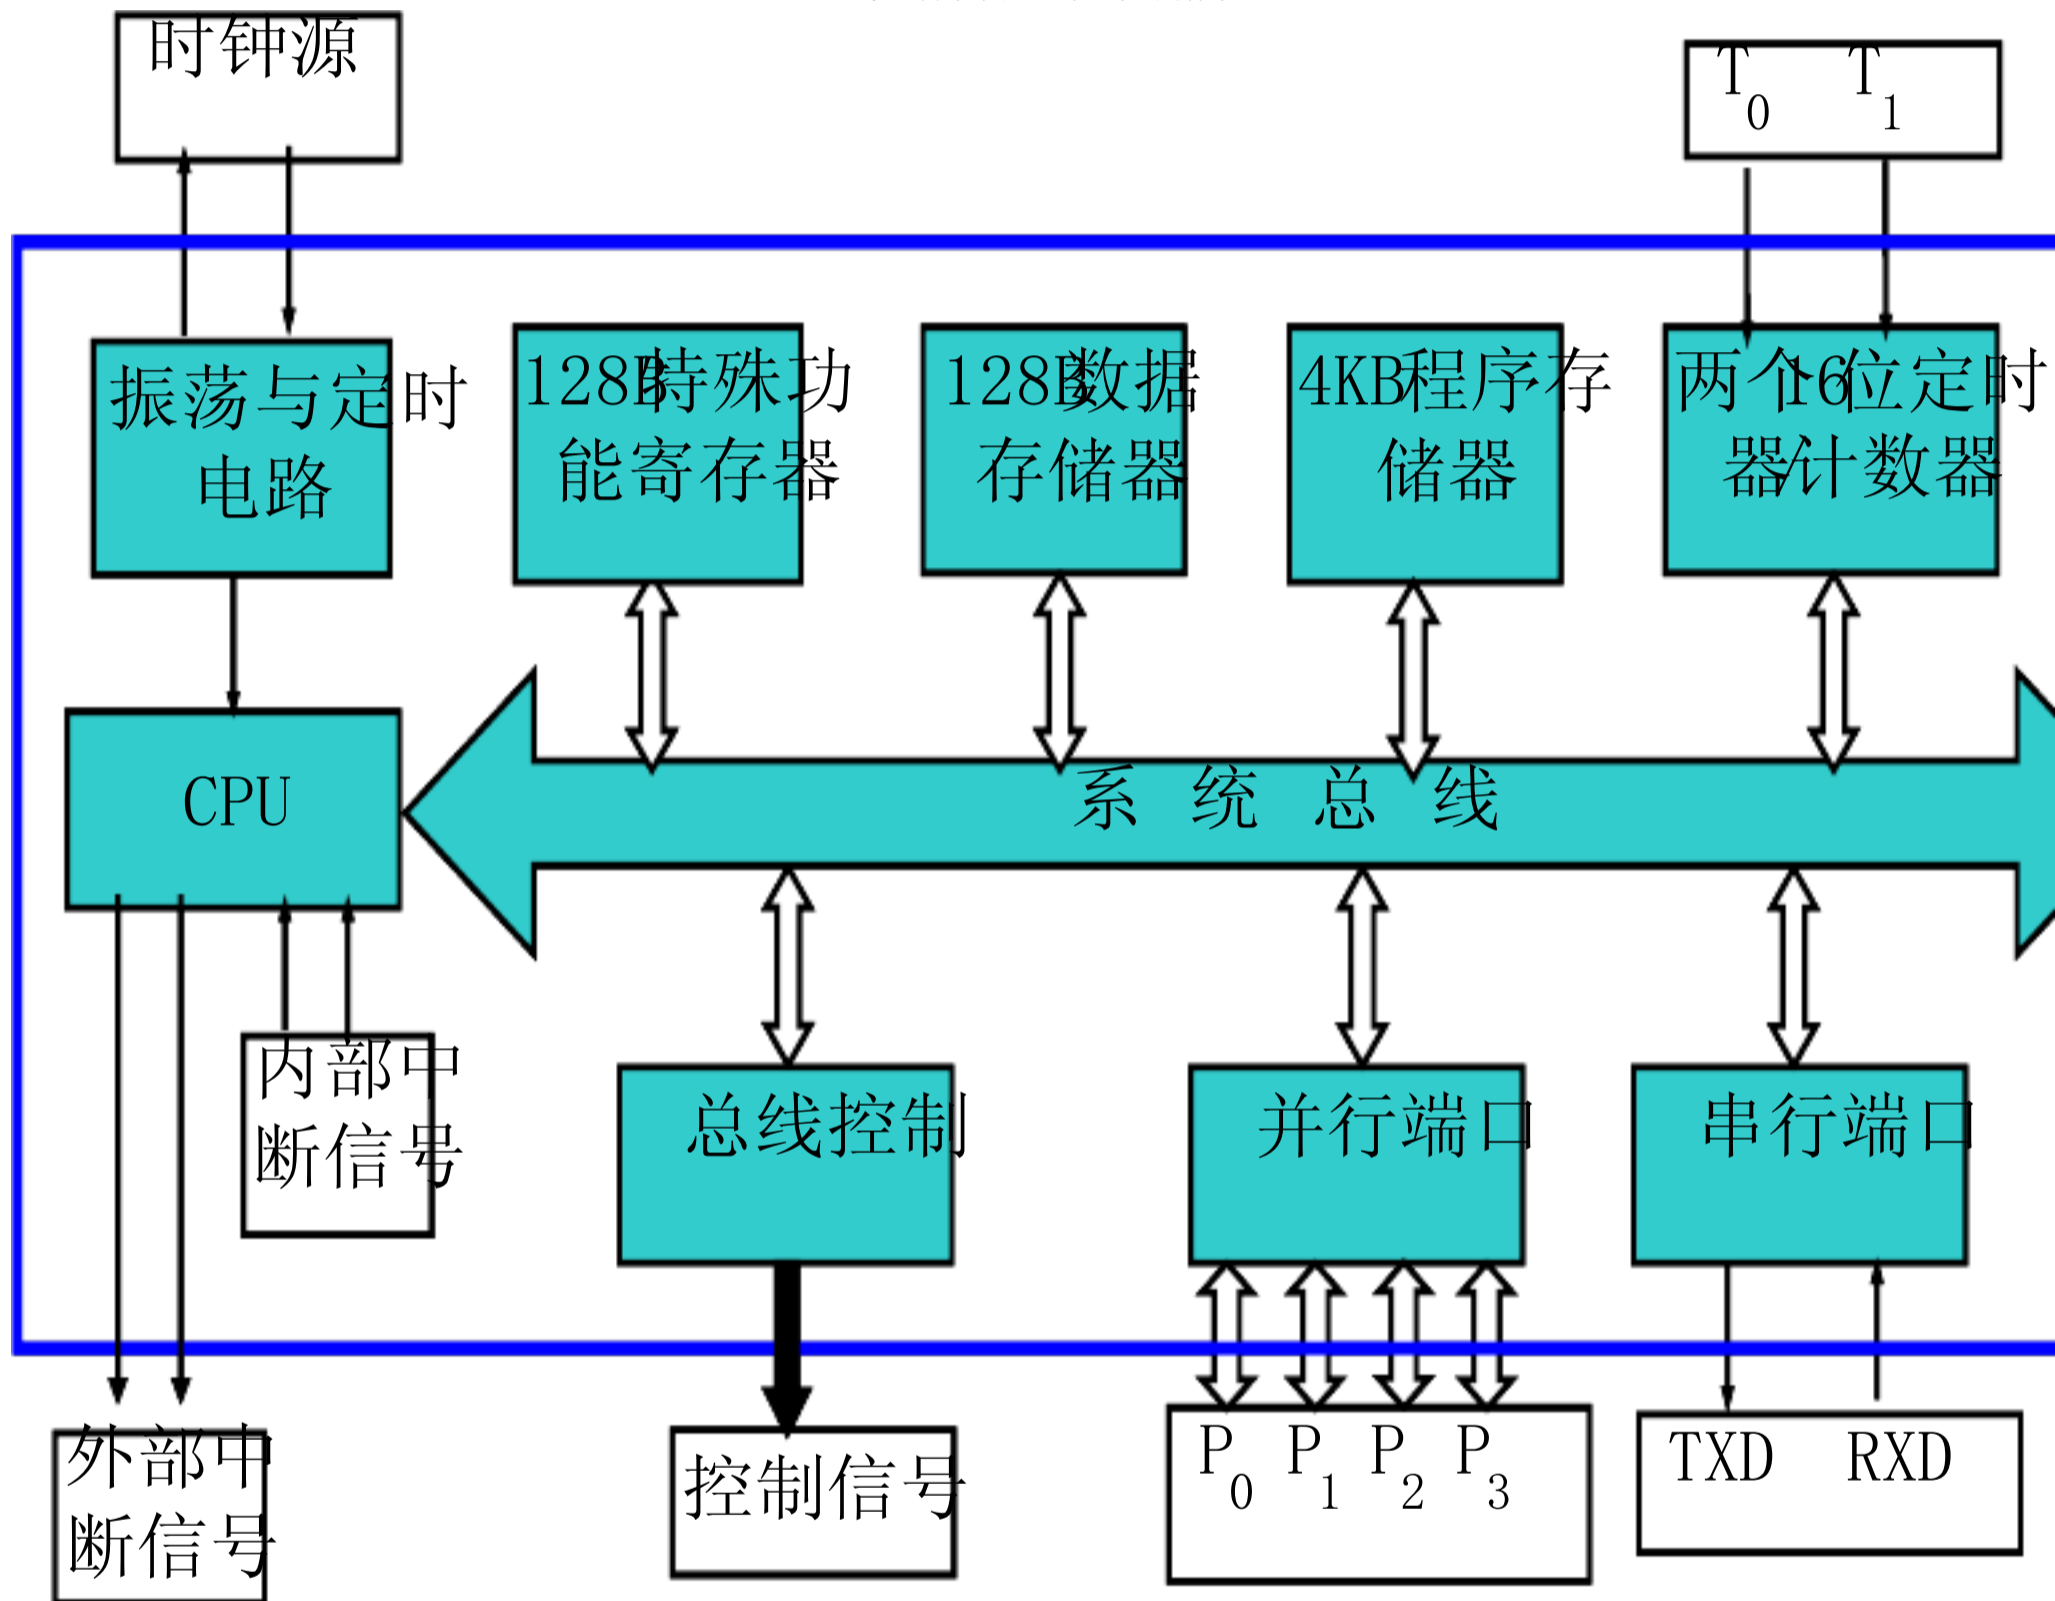 时钟源
T0 T1
振荡与定时
电路
128B特殊功
能寄存器
128B数据
存储器
4KB程序存
储器
两个16位定时
器/计数器
CPU
系统总线
内部中
断信号
总线控制
并行端口
串行端口
外部中
断信号
控制信号
P0 P1 P2 P3
TXD RXD